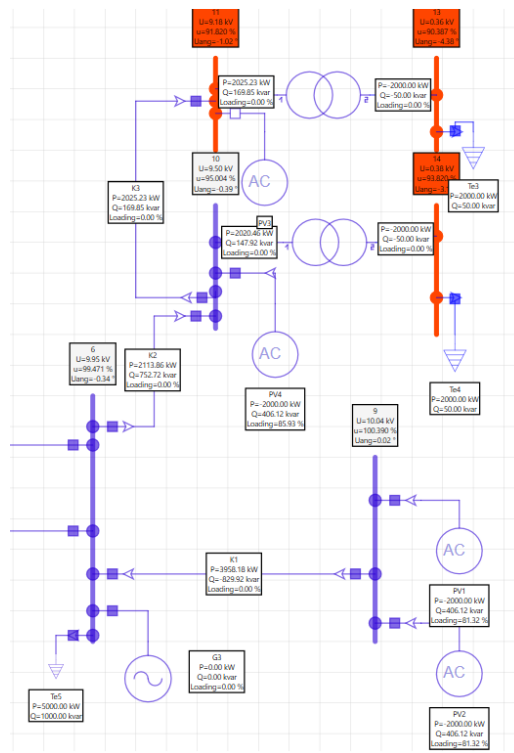 11
U=9.18 kV
u=91.820 %
Uang=-1.02 °
13
U=0.36 kV
u=90.387 %
Uang=-4.38 °
P=2025.23 kW
Q=169.85 kvar
Loading=0.00 %
1
2
P=-2000.00 kW
Q=-50.00 kvar
Loading=0.00 %
10
U=9.50 kV
u=95.004 %
Uang=-0.39 °
AC
14
U=0.38 kV
u=93.820 %
Uang=-3.
Te3
P=2000.00 kW
Q=50.00 kvar
K3
P=2025.23 kW
Q=169.85 kvar
Loading=0.00 %
PV3
P=2020.46 kW
Q=147.92 kvar
Loading=0.00 %
1
2
P=-2000.00 kW
Q=-50.00 kvar
Loading=0.00 %
6
U=9.95 kV
u=99.471 %
Uang=-0.34 °
K2
P=2113.86 kW
Q=752.72 kvar
Loading=0.00 %
AC
PV4
P=-2000.00 kW
Q=406.12 kvar
Loading=85.93 %
Te4
P=2000.00 kW
Q=50.00 kvar
9
U=10.04 kV
u=100.390 %
Uang=0.02 °
AC
K1
P=3958.18 kW
Q=-829.92 kvar
Loading=0.00 %
PV1
P=-2000.00 kW
Q=406.12 kvar
Loading=81.32 %
AC
G3
P=0.00 kW
Q=0.00 kvar
Loading=0.00 %
Te5
P=5000.00 kW
Q=1000.00 kvar
PV2
P=-2000.00 kW
Q=406.12 kvar
Loading=81.32 %